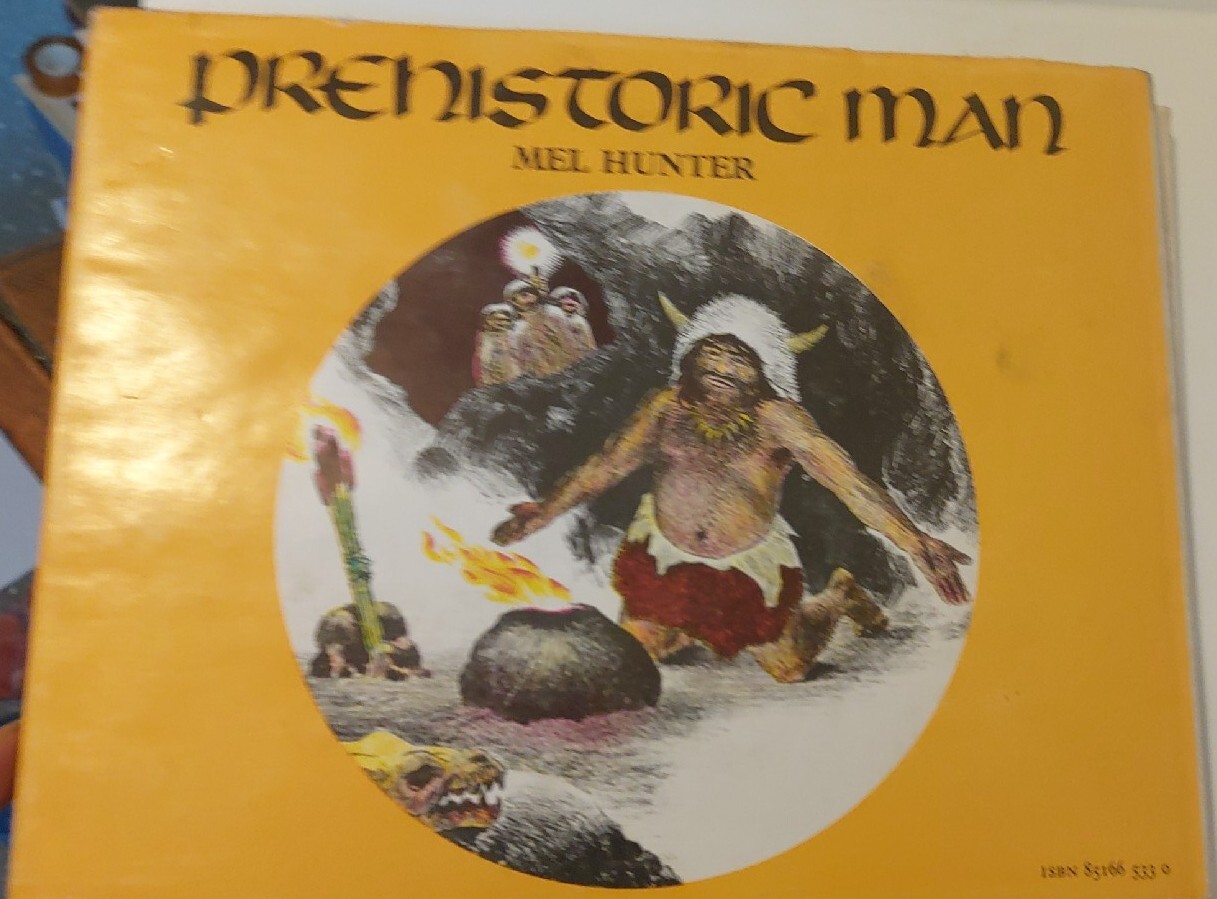 PREHISTORIC MAN
MEL HUNTER
ISBN 85166 533 0